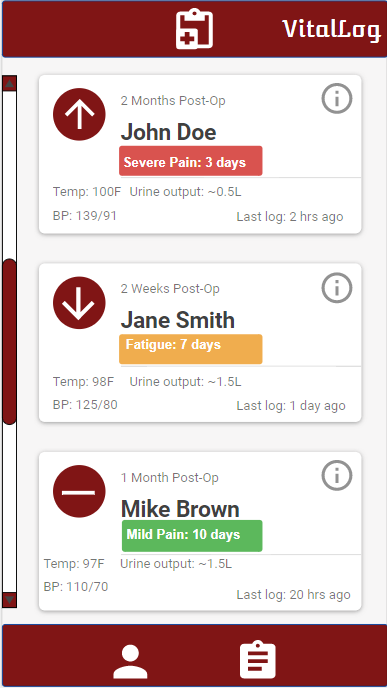 VitalLog
2 Months Post-Op
John Doe
Severe Pain: 3 days
Temp: 100F Urine output: ~0.5L
BP: 139/91 Last log: 2 hrs ago
2 Weeks Post-Op
Jane Smith
Fatigue: 7 days
Temp: 98F Urine output: ~1.5L
BP: 125/80 Last log: 1 day ago
1 Month Post-Op
Mike Brown
Mild Pain: 10 days
Temp: 97F Urine output: ~1.5L
BP: 110/70
Last log: 20 hrs ago